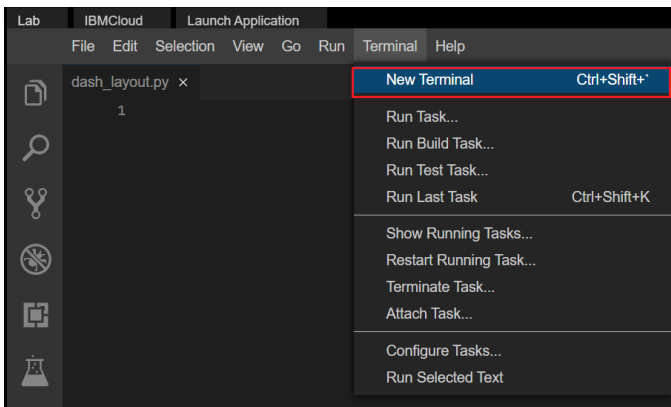 Lab IBMCloud Launch Application
File Edit Selection View Go Run Terminal Help
dash_layout.py ×
1
New Terminal Ctrl+Shift+`
Run Task...
Run Build Task...
Run Test Task...
Run Last Task Ctrl+Shift+K
Show Running Tasks...
Restart Running Task...
Terminate Task...
Attach Task...
Configure Tasks...
Run Selected Text